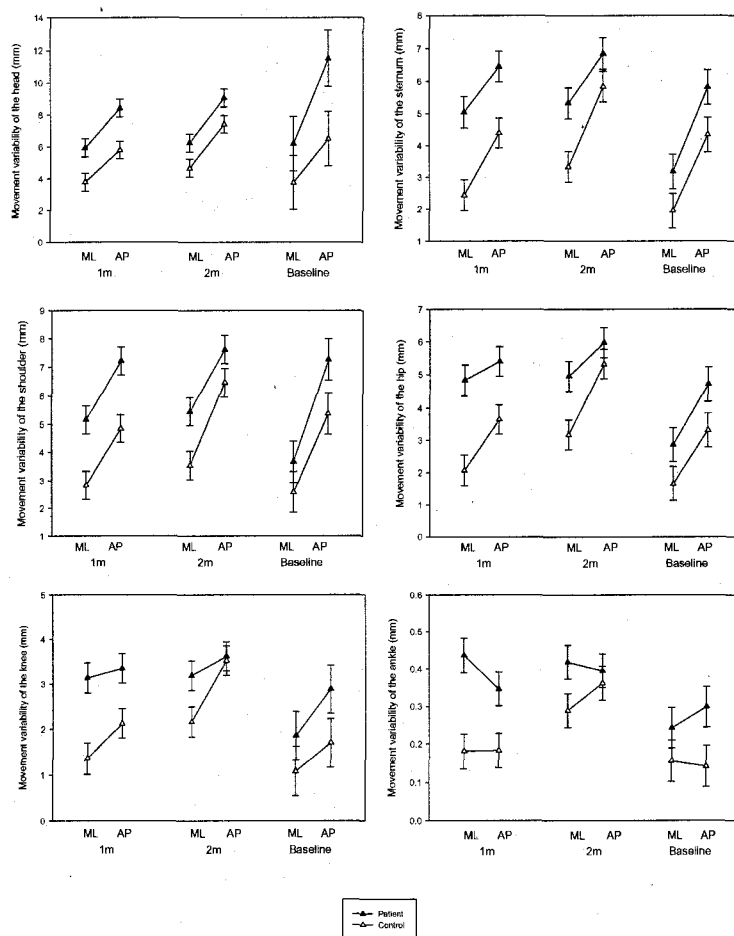 Movement variability of the head (mm)
14
12
10
8
6
4
2
0
ML AP ML AP ML AP
1m 2m Baseline
Movement variability of the sternum (mm)
8
7
6
5
4
3
2
1
ML AP ML AP ML AP
1m 2m Baseline
Movement variability of the shoulder (mm)
9
8
7
6
5
4
3
2
1
ML AP ML AP ML AP
1m 2m Baseline
Movement variability of the hip (mm)
7
6
5
4
3
2
1
0
ML AP ML AP ML AP
1m 2m Baseline
Movement variability of the knee (mm)
5
4
3
2
1
0
ML AP ML AP ML AP
1m 2m Baseline
Movement variability of the ankle (mm)
0.6
0.5
0.4
0.3
0.2
0.1
0.0
ML AP ML AP ML AP
1m 2m Baseline
Patient
Control